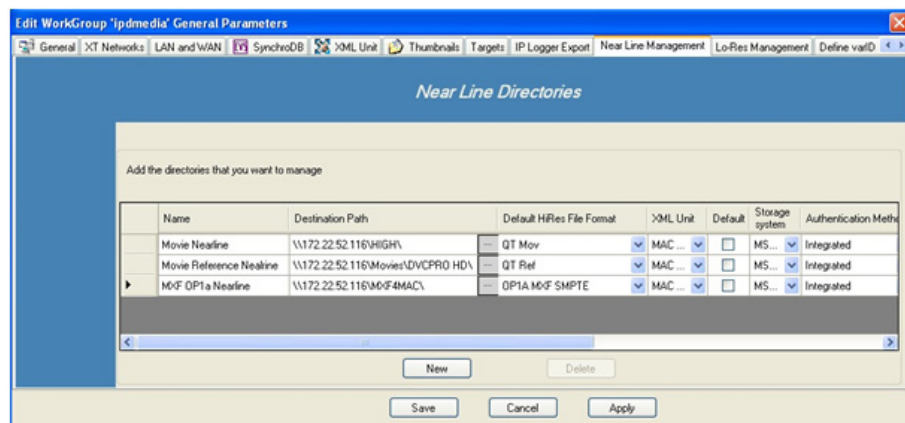 Edit WorkGroup 'ipdmedia' General Parameters
General XT Networks LAN and WAN SynchroDB XML Unit Thumbnails Targets IP Logger Export Near Line Management Lo-Res Management Define varID
Near Line Directories
Add the directories that you want to manage
Name Destination Path Default HiRes File Format XML Unit Default Storage system Authentication Metho
Movie Nearline \\172.22.52.116\HIGH\ ... QT Mov MAC ... MS... Integrated
Movie Reference Nealrine \\172.22.52.116\Movies\DVCPRO HD\ ... QT Ref MAC ... MS... Integrated
MXF OP1a Nearline \\172.22.52.116\MXF4MAC\ ... OP1A MXF SMPTE MAC ... MS... Integrated
New Delete
Save Cancel Apply